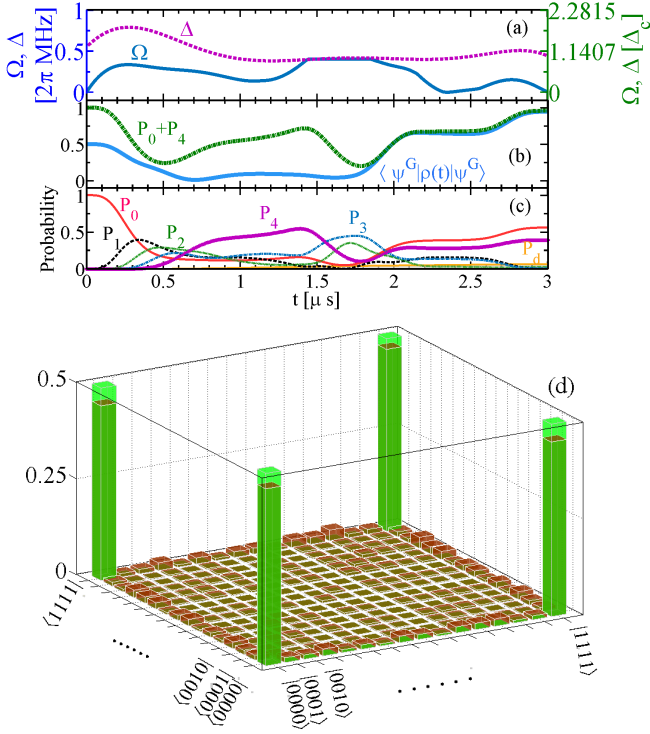 (a)
Ω, Δ
[2π MHz]
1
0.5
0
Δ
Ω
2.2815
1.1407
0
Ω, Δ [Δc]
1
0.5
0
P0+P4
(b)
⟨ ψG|ρ(t)|ψG⟩
Probability
1
0.5
0
(c)
P0
P1
P2
P4
P3
Pd
0
0.5
1
1.5
2
2.5
3
t [μ s]
(d)
0.5
0.25
0
⟨1111|
......
⟨0010|
⟨0001|
⟨0000|
|0000⟩
|0001⟩
|0010⟩
......
|1111⟩